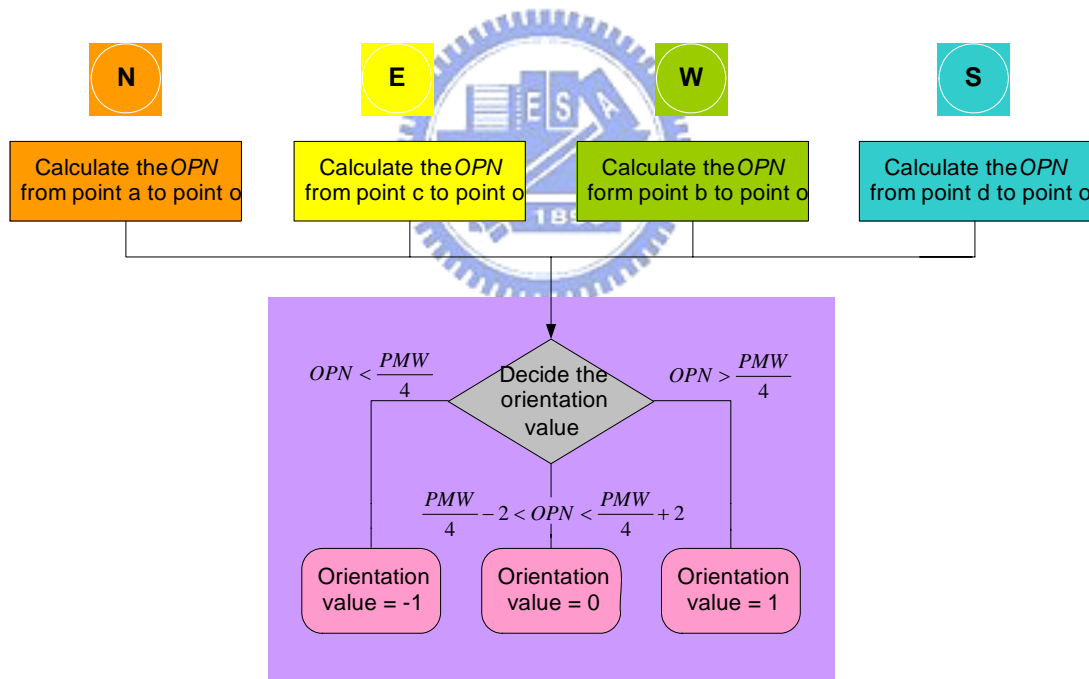 N
E
W
S
E S A
Calculate the OPN
from point a to point o
Calculate the OPN
from point c to point o
Calculate the OPN
form point b to point o
Calculate the OPN
from point d to point o
OPN < PMW/4
Decide the
orientation
value
OPN > PMW/4
PMW/4 − 2 < OPN < PMW/4 + 2
Orientation
value = -1
Orientation
value = 0
Orientation
value = 1